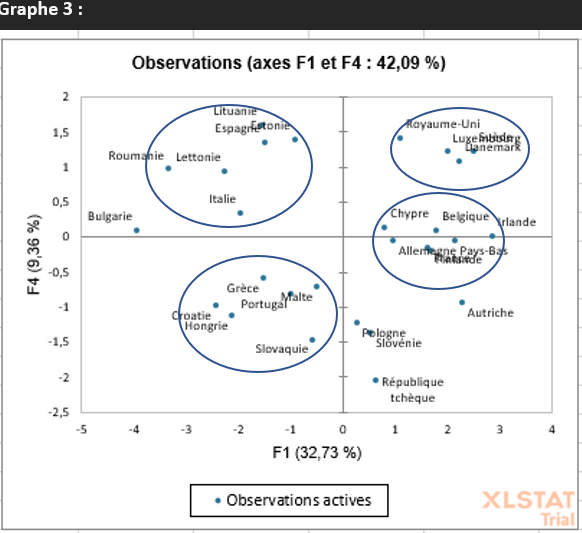 Graphe 3 :
Observations (axes F1 et F4 : 42,09 %)
2
Lituanie
Royaume-Uni
1,5
Espagne
Estonie
Luxembourg
Suède
Danemark
Roumanie
Lettonie
1
0,5
Italie
Bulgarie
Chypre
Belgique
Irlande
0
Allemagne
Pays-Bas
Finlande
-0,5
Grèce
Malte
Portugal
-1
Croatie
Hongrie
Autriche
Pologne
Slovénie
-1,5
Slovaquie
-2
République
tchèque
-2,5
F4 (9,36 %)
-5 -4 -3 -2 -1 0 1 2 3 4
F1 (32,73 %)
Observations actives
XLSTAT
Trial